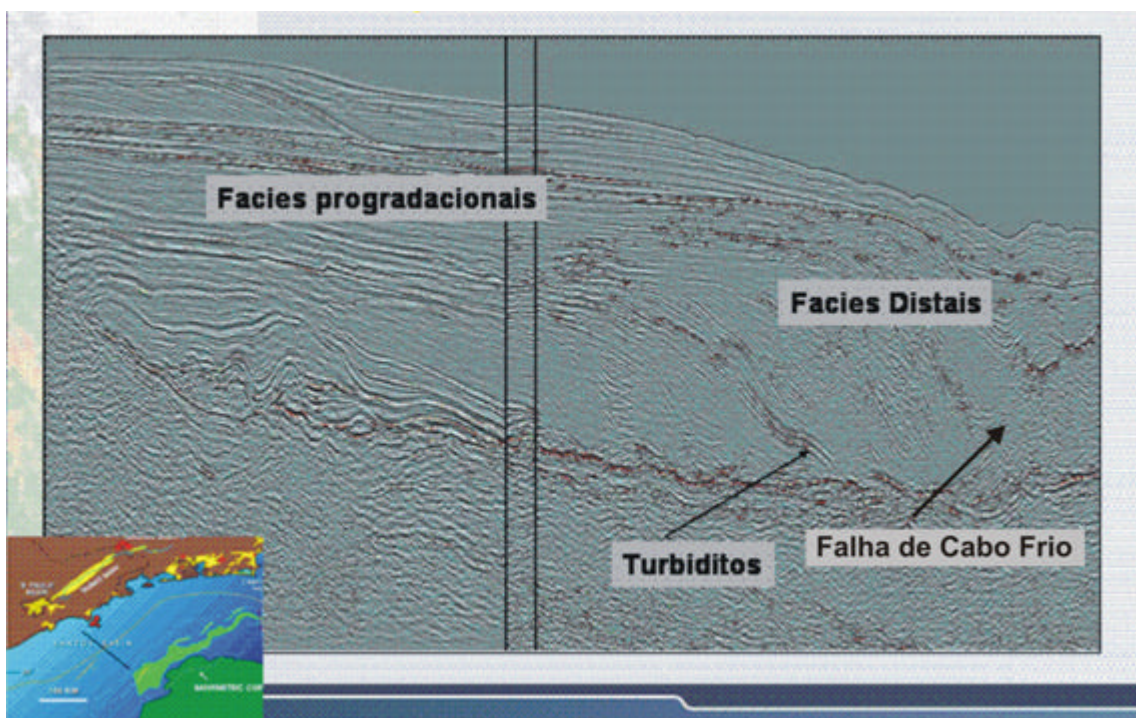 Facies progradacionais
Facies Distais
Turbiditos
Falha de Cabo Frio